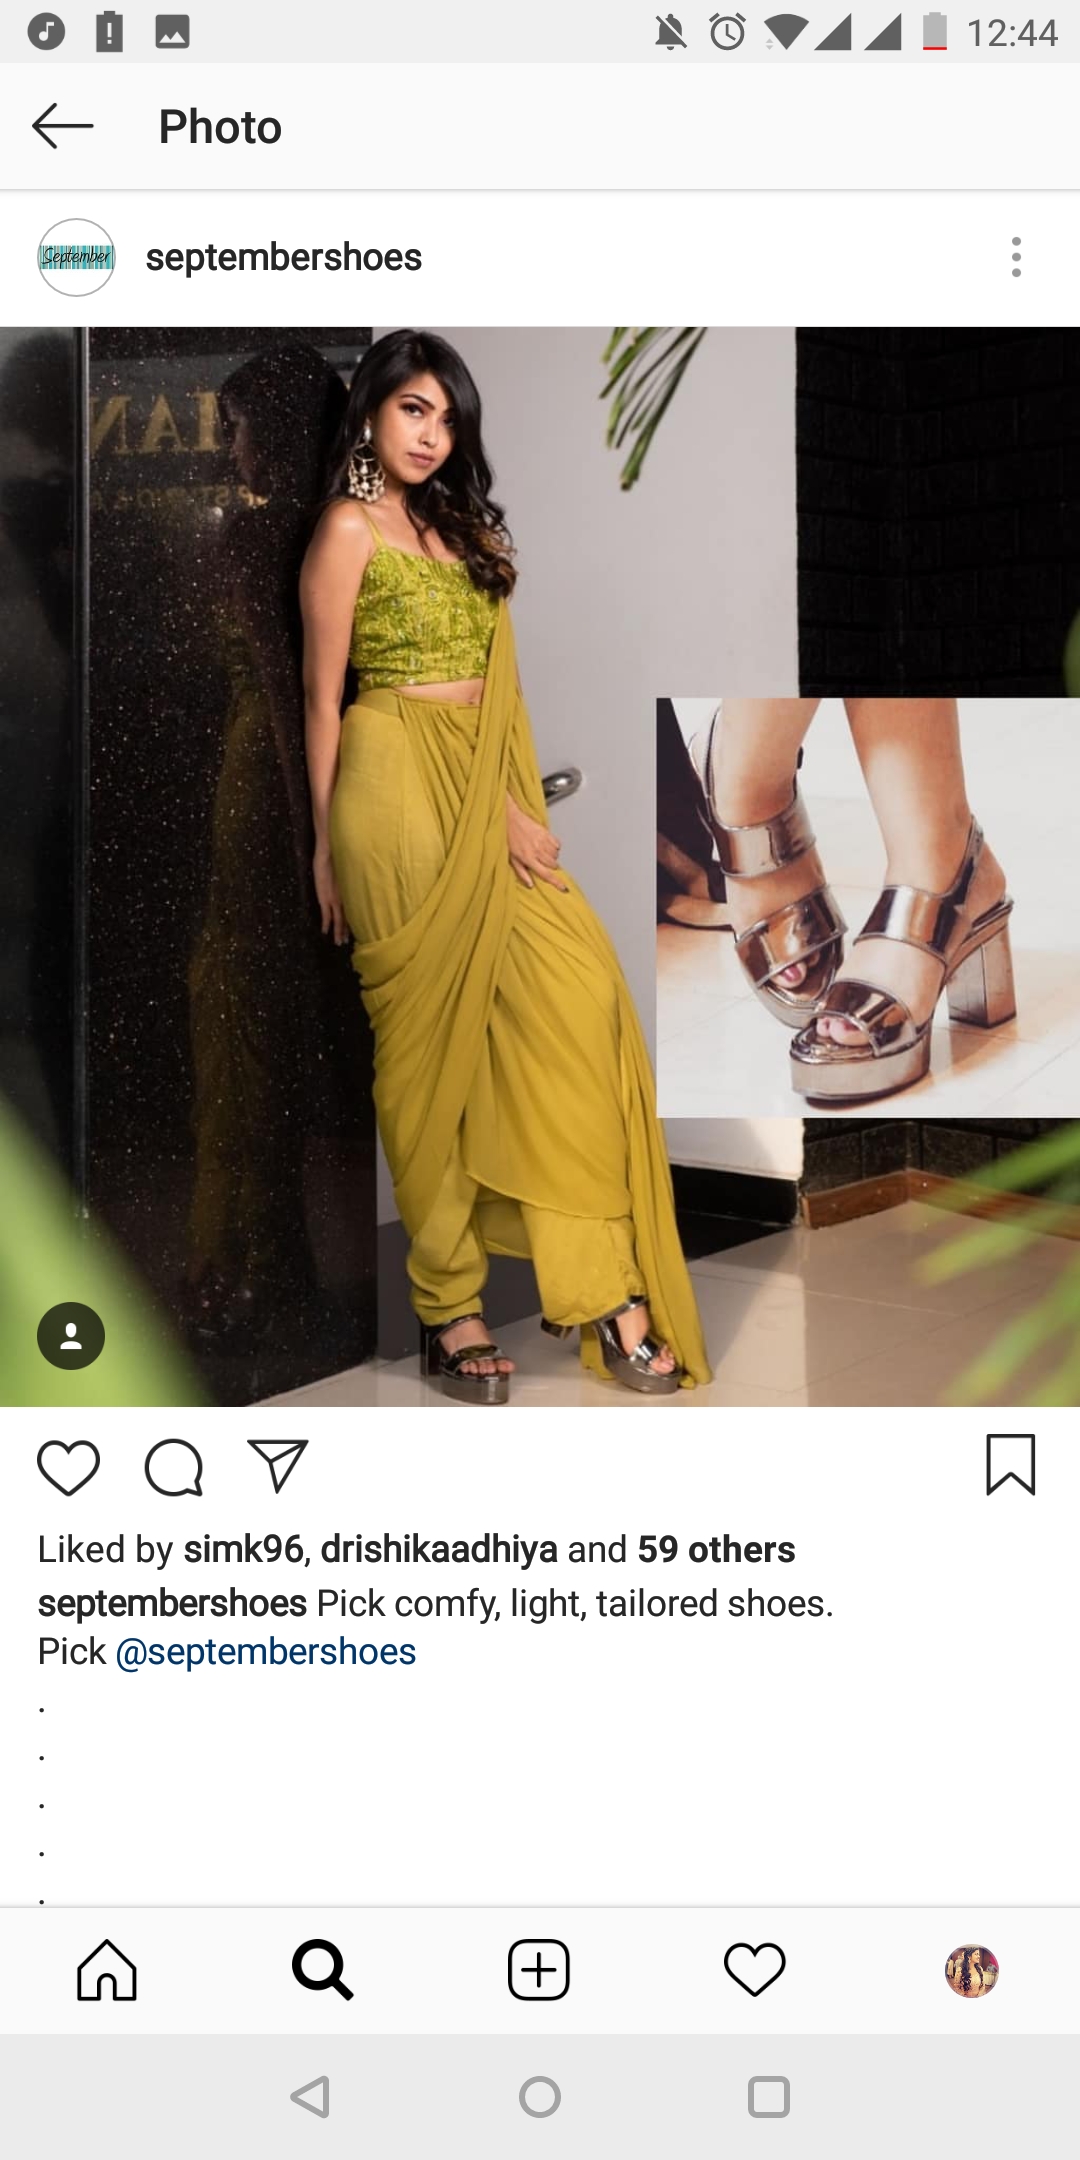 12:44
Photo
September
septembershoes
IAN
Liked by simk96, drishikaadhiya and 59 others
septembershoes Pick comfy, light, tailored shoes.
Pick @septembershoes
.
.
.
.
.